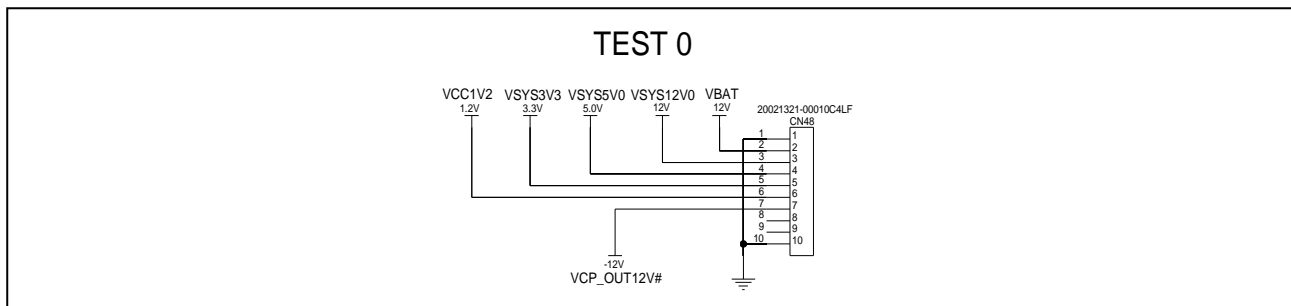 TEST 0
VCC1V2 VSYS3V3 VSYS5V0 VSYS12V0 VBAT
1.2V 3.3V 5.0V 12V 12V
20021321-00010C4LF
CN48
1 1
2 2
3 3
4 4
5 5
6 6
7 7
8 8
9 9
10 10
-12V
VCP_OUT12V#